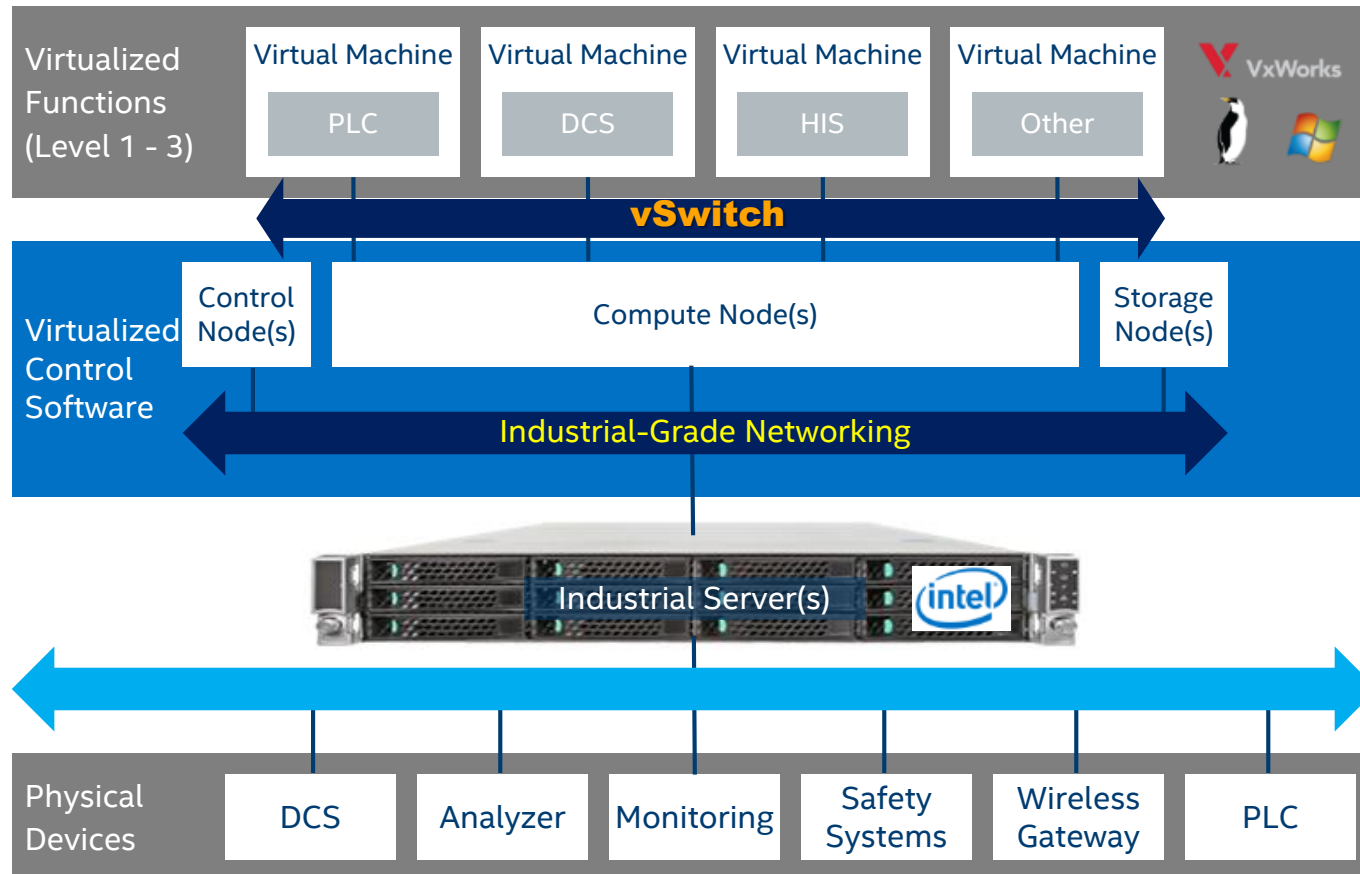 Virtualized
Functions
(Level 1 - 3)
Virtual Machine
PLC
Virtual Machine
DCS
Virtual Machine
HIS
Virtual Machine
Other
VxWorks
vSwitch
Virtualized
Control
Software
Control
Node(s)
Compute Node(s)
Storage
Node(s)
Industrial-Grade Networking
Industrial Server(s)
intel
Physical
Devices
DCS
Analyzer
Monitoring
Safety
Systems
Wireless
Gateway
PLC